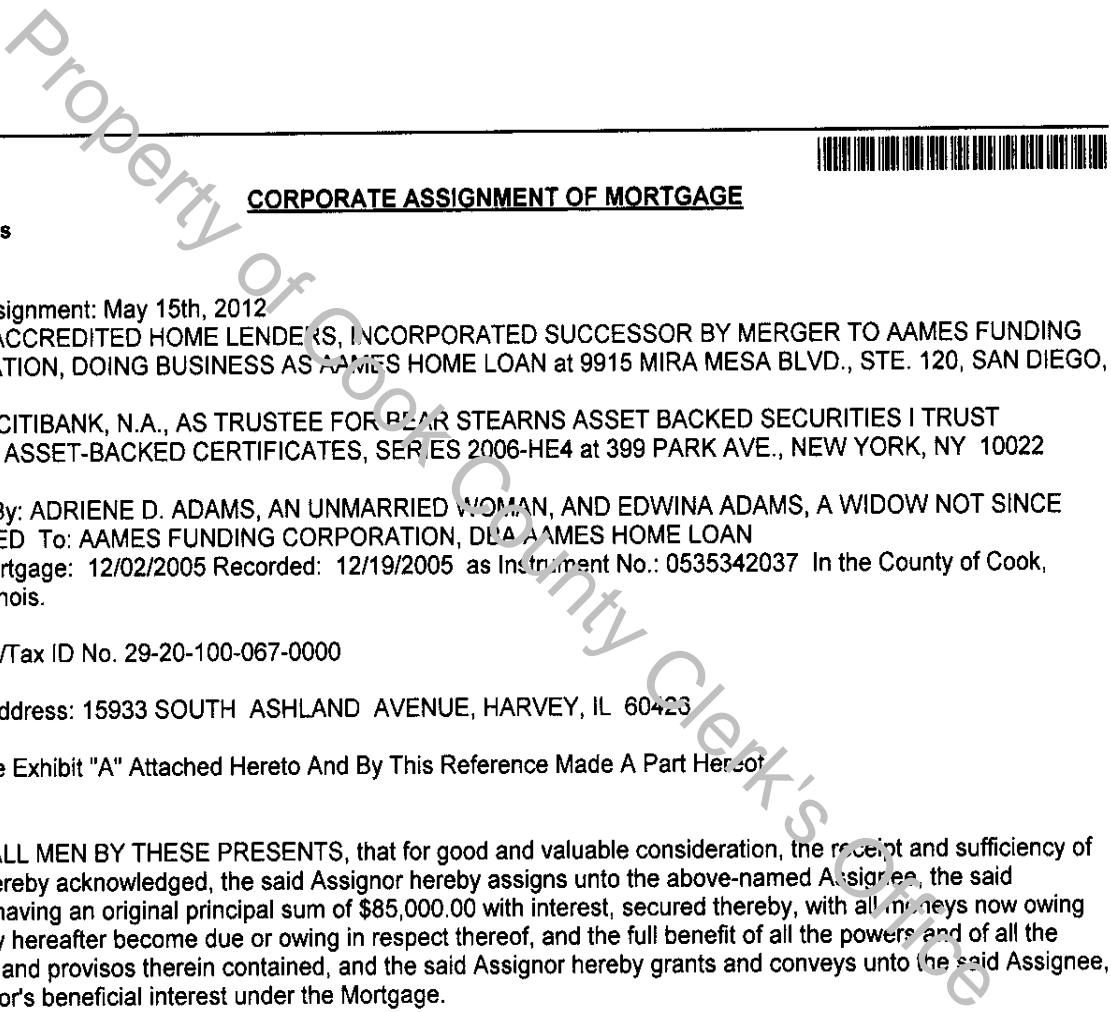 Property of Cook County Clerk's Office
CORPORATE ASSIGNMENT OF MORTGAGE
s
signment: May 15th, 2012
ACCREDITED HOME LENDERS, INCORPORATED SUCCESSOR BY MERGER TO AAMES FUNDING
TION, DOING BUSINESS AS AAMES HOME LOAN at 9915 MIRA MESA BLVD., STE. 120, SAN DIEGO,
CITIBANK, N.A., AS TRUSTEE FOR BEAR STEARNS ASSET BACKED SECURITIES I TRUST
ASSET-BACKED CERTIFICATES, SERIES 2006-HE4 at 399 PARK AVE., NEW YORK, NY 10022
By: ADRIENE D. ADAMS, AN UNMARRIED WOMAN, AND EDWINA ADAMS, A WIDOW NOT SINCE
ED To: AAMES FUNDING CORPORATION, DBA AAMES HOME LOAN
rtgage: 12/02/2005 Recorded: 12/19/2005 as Instrument No.: 0535342037 In the County of Cook,
nois.
/Tax ID No. 29-20-100-067-0000
ddress: 15933 SOUTH ASHLAND AVENUE, HARVEY, IL 60426
e Exhibit "A" Attached Hereto And By This Reference Made A Part Hereof
ALL MEN BY THESE PRESENTS, that for good and valuable consideration, the receipt and sufficiency of
ereby acknowledged, the said Assignor hereby assigns unto the above-named Assignee, the said
having an original principal sum of $85,000.00 with interest, secured thereby, with all moneys now owing
y hereafter become due or owing in respect thereof, and the full benefit of all the powers and of all the
and provisos therein contained, and the said Assignor hereby grants and conveys unto the said Assignee,
or's beneficial interest under the Mortgage.